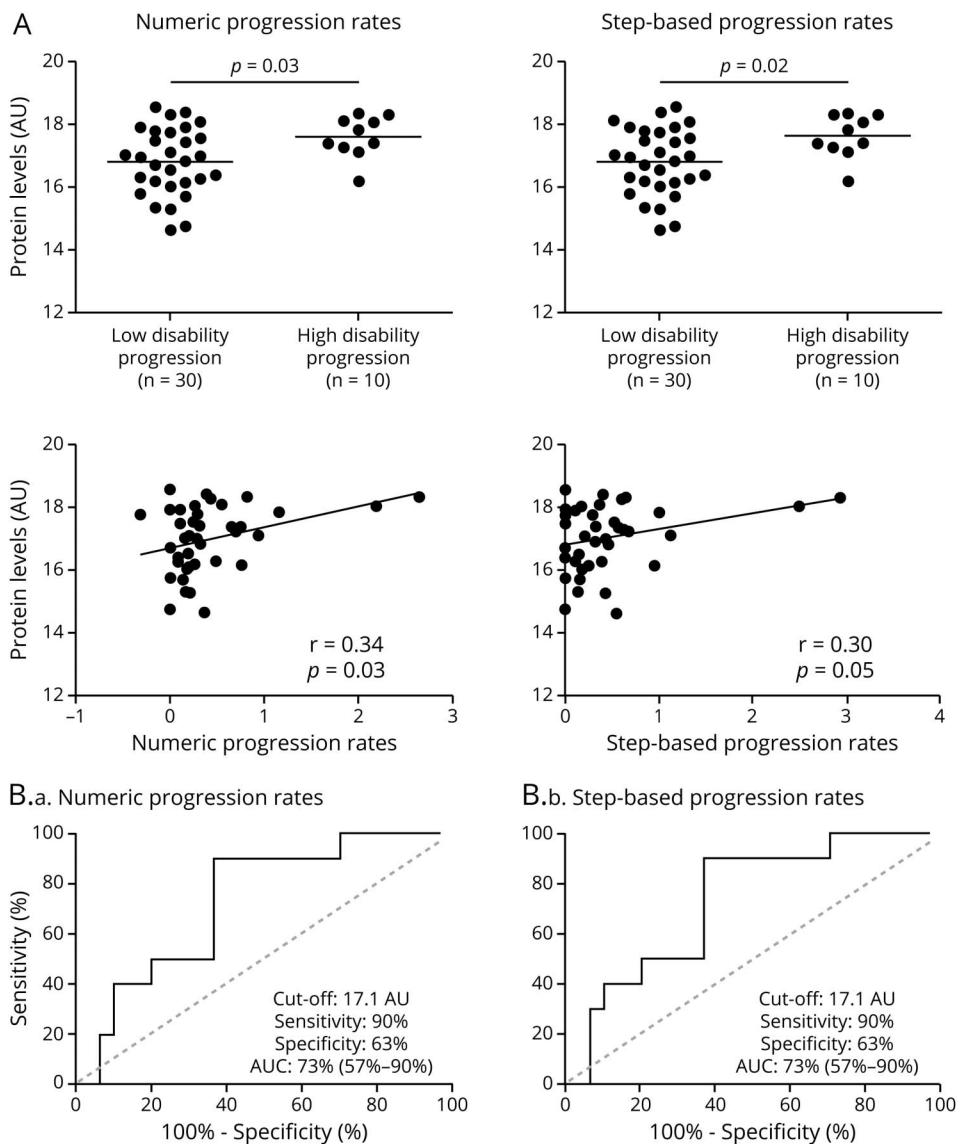 A
Numeric progression rates
Step-based progression rates
Protein levels (AU)
20
18
16
14
12
p = 0.03
Low disability
progression
(n = 30)
High disability
progression
(n = 10)
20
18
16
14
12
p = 0.02
Low disability
progression
(n = 30)
High disability
progression
(n = 10)
Protein levels (AU)
20
18
16
14
12
r = 0.34
p = 0.03
−1
0
1
2
3
Numeric progression rates
20
18
16
14
12
r = 0.30
p = 0.05
0
1
2
3
4
Step-based progression rates
B.a. Numeric progression rates
Sensitivity (%)
100
80
60
40
20
0
Cut-off: 17.1 AU
Sensitivity: 90%
Specificity: 63%
AUC: 73% (57%–90%)
0
20
40
60
80
100
100% - Specificity (%)
B.b. Step-based progression rates
100
80
60
40
20
0
Cut-off: 17.1 AU
Sensitivity: 90%
Specificity: 63%
AUC: 73% (57%–90%)
0
20
40
60
80
100
100% - Specificity (%)